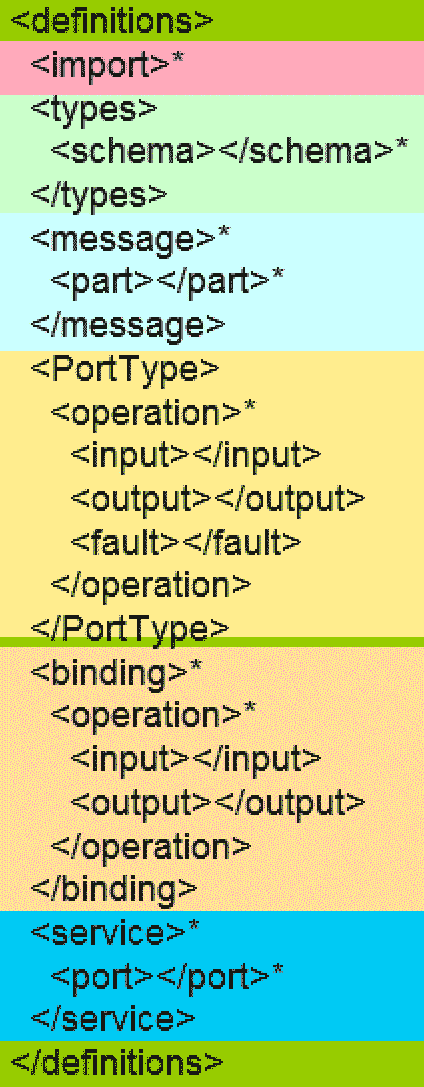 <definitions>
<import>*
<types>
<schema></schema>*
</types>
<message>*
<part></part>*
</message>
<PortType>
<operation>*
<input></input>
<output></output>
<fault></fault>
</operation>
</PortType>
<binding>*
<operation>*
<input></input>
<output></output>
</operation>
</binding>
<service>*
<port></port>*
</service>
</definitions>